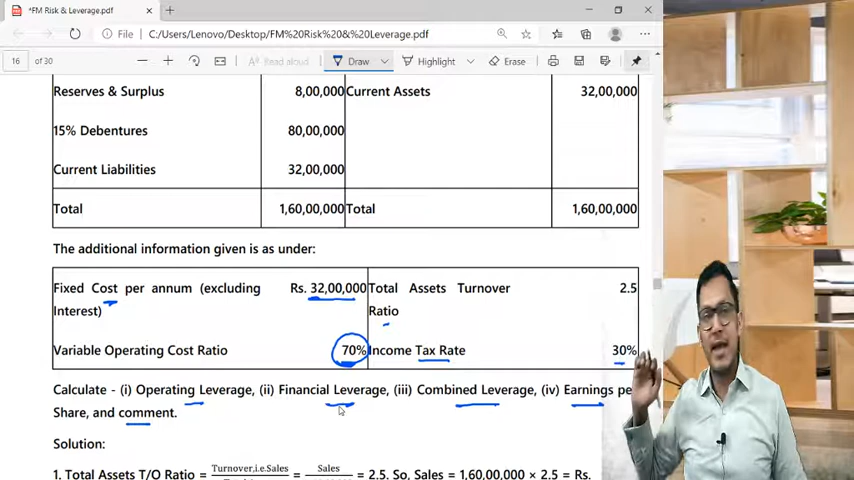 *FM Risk & Leverage.pdf
File
C:/Users/Lenovo/Desktop/FM%20Risk&%20Leverage.pdf
16 of 30
Read aloud
Draw
Highlight
Erase
Reserves & Surplus 8,00,000 Current Assets 32,00,000
15% Debentures 80,00,000
Current Liabilities 32,00,000
Total 1,60,00,000 Total 1,60,00,000
The additional information given is as under:
Fixed Cost per annum (excluding Rs. 32,00,000 Total Assets Turnover 2.5
Interest) Ratio
Variable Operating Cost Ratio 70% Income Tax Rate 30%
Calculate - (i) Operating Leverage, (ii) Financial Leverage, (iii) Combined Leverage, (iv) Earnings pe
Share, and comment.
Solution:
1. Total Assets T/O Ratio = Turnover,i.e.Sales = Sales = 2.5. So, Sales = 1,60,00,000 × 2.5 = Rs.